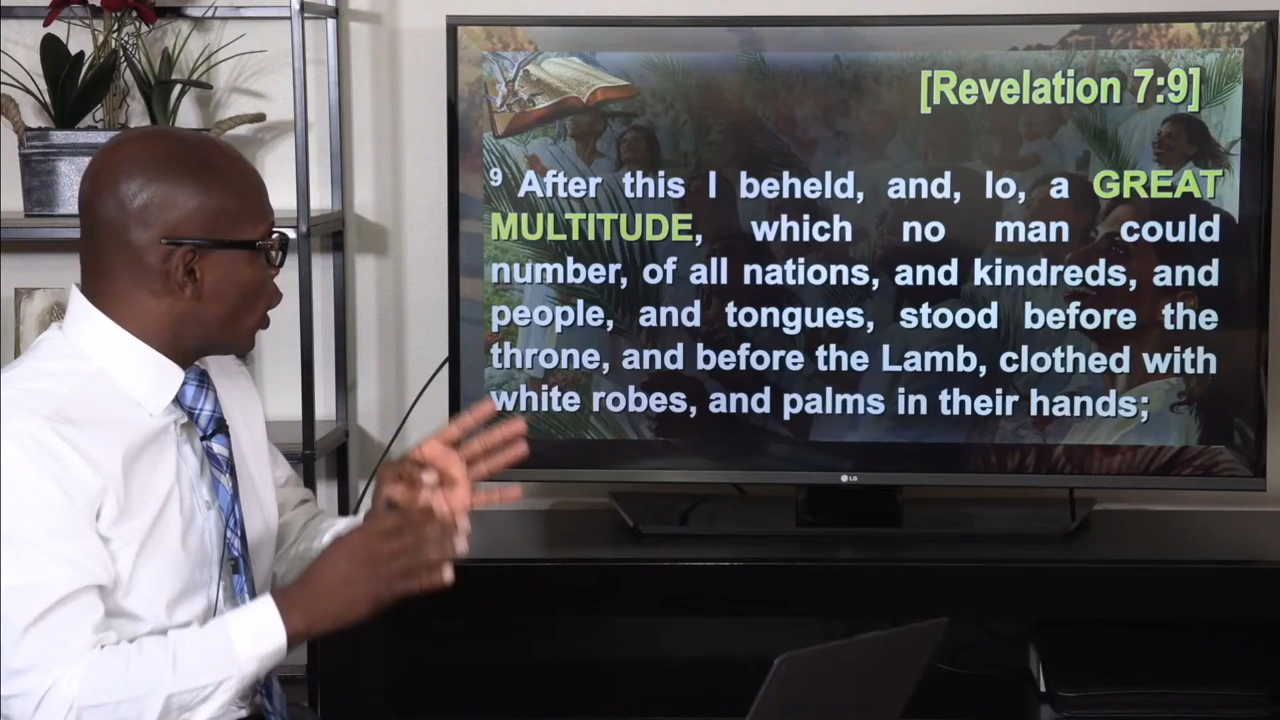 [Revelation 7:9]
9 After this I beheld, and, lo, a GREAT
MULTITUDE, which no man could
number, of all nations, and kindreds, and
people, and tongues, stood before the
throne, and before the Lamb, clothed with
white robes, and palms in their hands;
LG